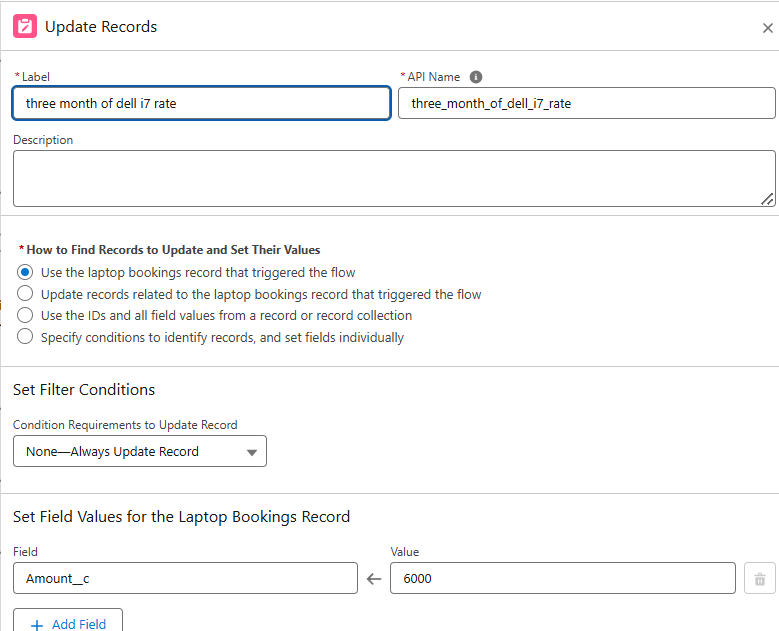 Update Records
* Label
three month of dell i7 rate
* API Name
three_month_of_dell_i7_rate
Description
* How to Find Records to Update and Set Their Values
Use the laptop bookings record that triggered the flow
Update records related to the laptop bookings record that triggered the flow
Use the IDs and all field values from a record or record collection
Specify conditions to identify records, and set fields individually
Set Filter Conditions
Condition Requirements to Update Record
None—Always Update Record
Set Field Values for the Laptop Bookings Record
Field
Value
Amount__c
6000
+ Add Field